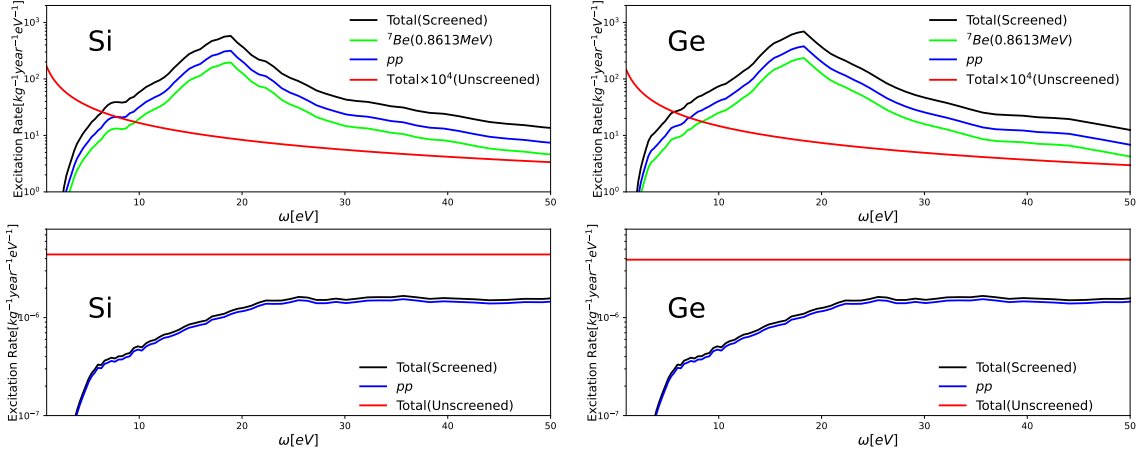 Excitation Rate[kg⁻¹year⁻¹eV⁻¹]
10³
10²
10¹
10⁰
Si
Total(Screened)
⁷Be(0.8613MeV)
pp
Total×10⁴(Unscreened)
10 20 30 40 50
ω[eV]
Excitation Rate[kg⁻¹year⁻¹eV⁻¹]
10³
10²
10¹
10⁰
Ge
Total(Screened)
⁷Be(0.8613MeV)
pp
Total×10⁴(Unscreened)
10 20 30 40 50
ω[eV]
Excitation Rate[kg⁻¹year⁻¹eV⁻¹]
10⁻⁶
10⁻⁷
Si
Total(Screened)
pp
Total(Unscreened)
10 20 30 40 50
ω[eV]
Excitation Rate[kg⁻¹year⁻¹eV⁻¹]
10⁻⁶
10⁻⁷
Ge
Total(Screened)
pp
Total(Unscreened)
10 20 30 40 50
ω[eV]